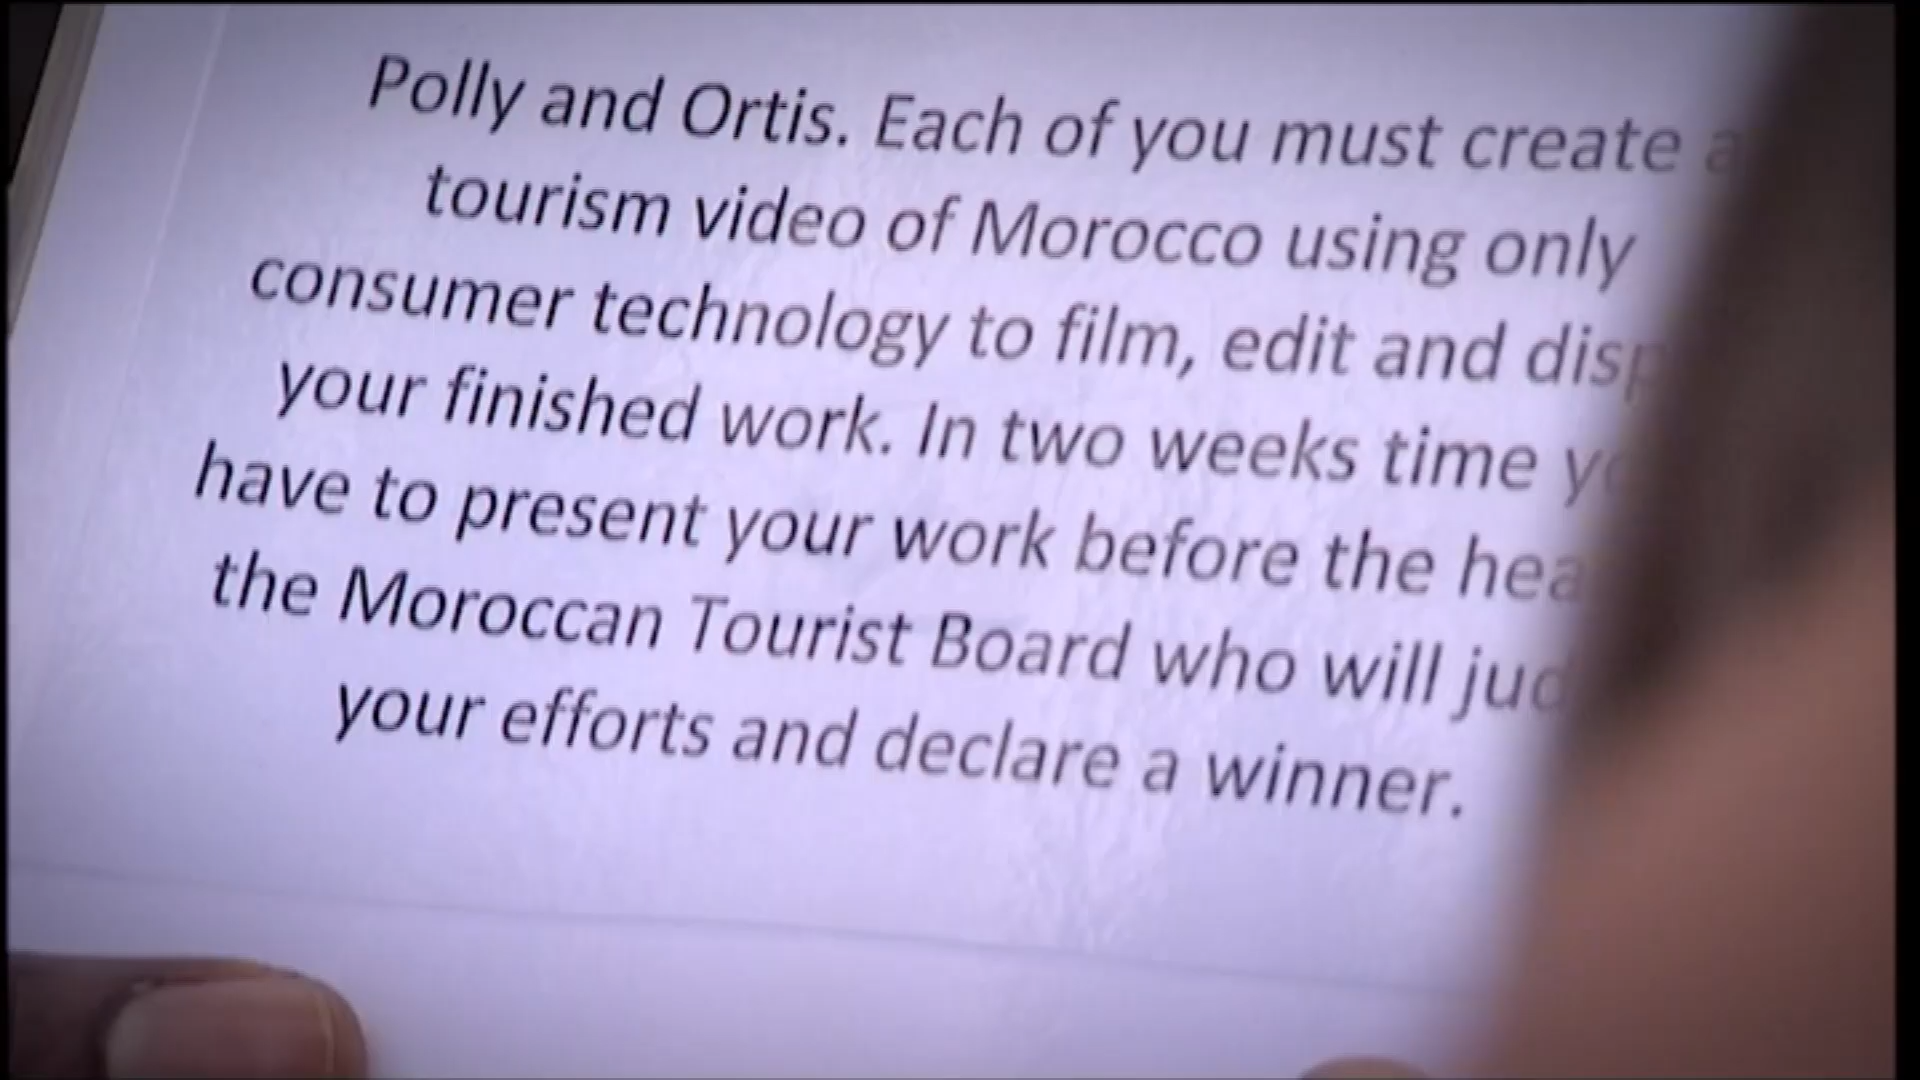 Polly and Ortis. Each of you must create a
tourism video of Morocco using only
consumer technology to film, edit and
your finished work. In two weeks time
have to present your work before the
the Moroccan Tourist Board who will
your efforts and declare a winner.